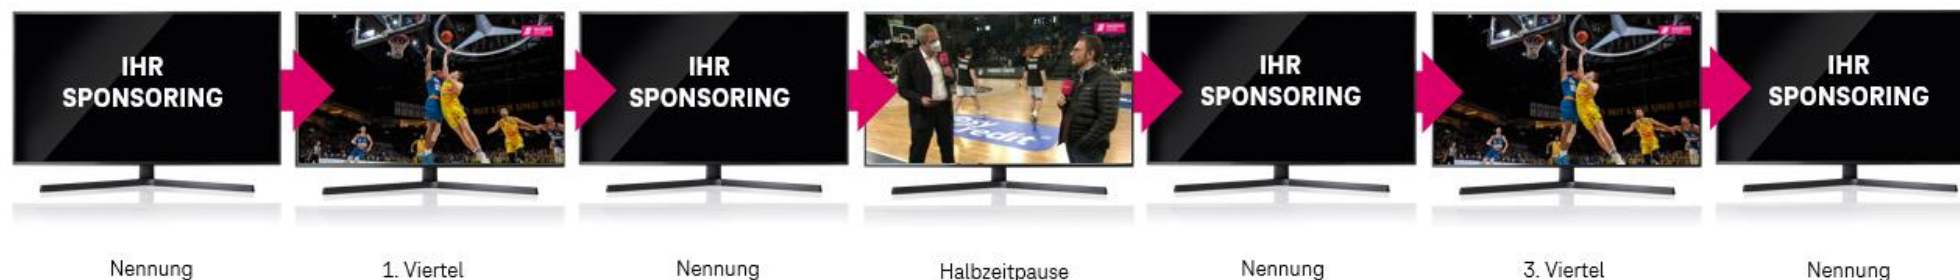 IHR
SPONSORING
IHR
SPONSORING
IHR
SPONSORING
IHR
SPONSORING
Nennung
1. Viertel
Nennung
Halbzeitpause
Nennung
3. Viertel
Nennung